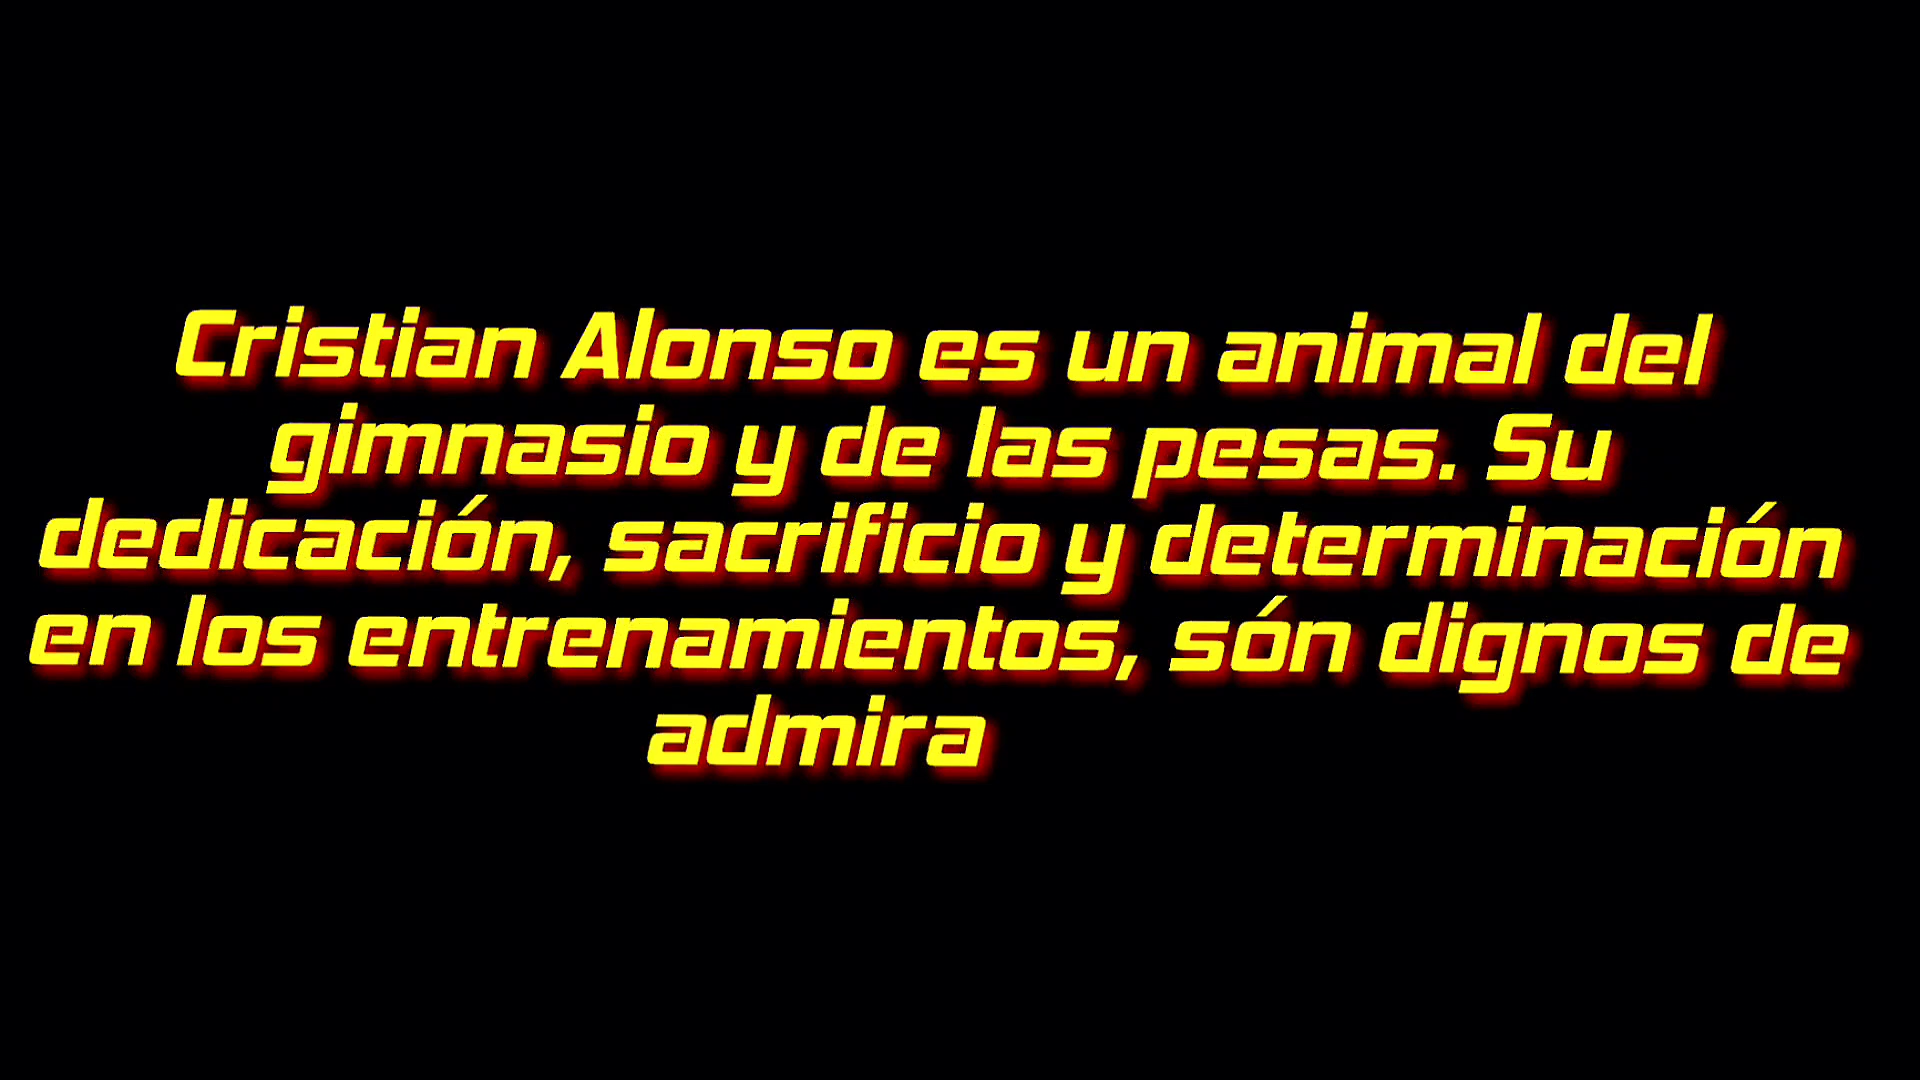 Cristian Alonso es un animal del
gimnasio y de las pesas. Su
dedicación, sacrificio y determinación
en los entrenamientos, són dignos de
admira